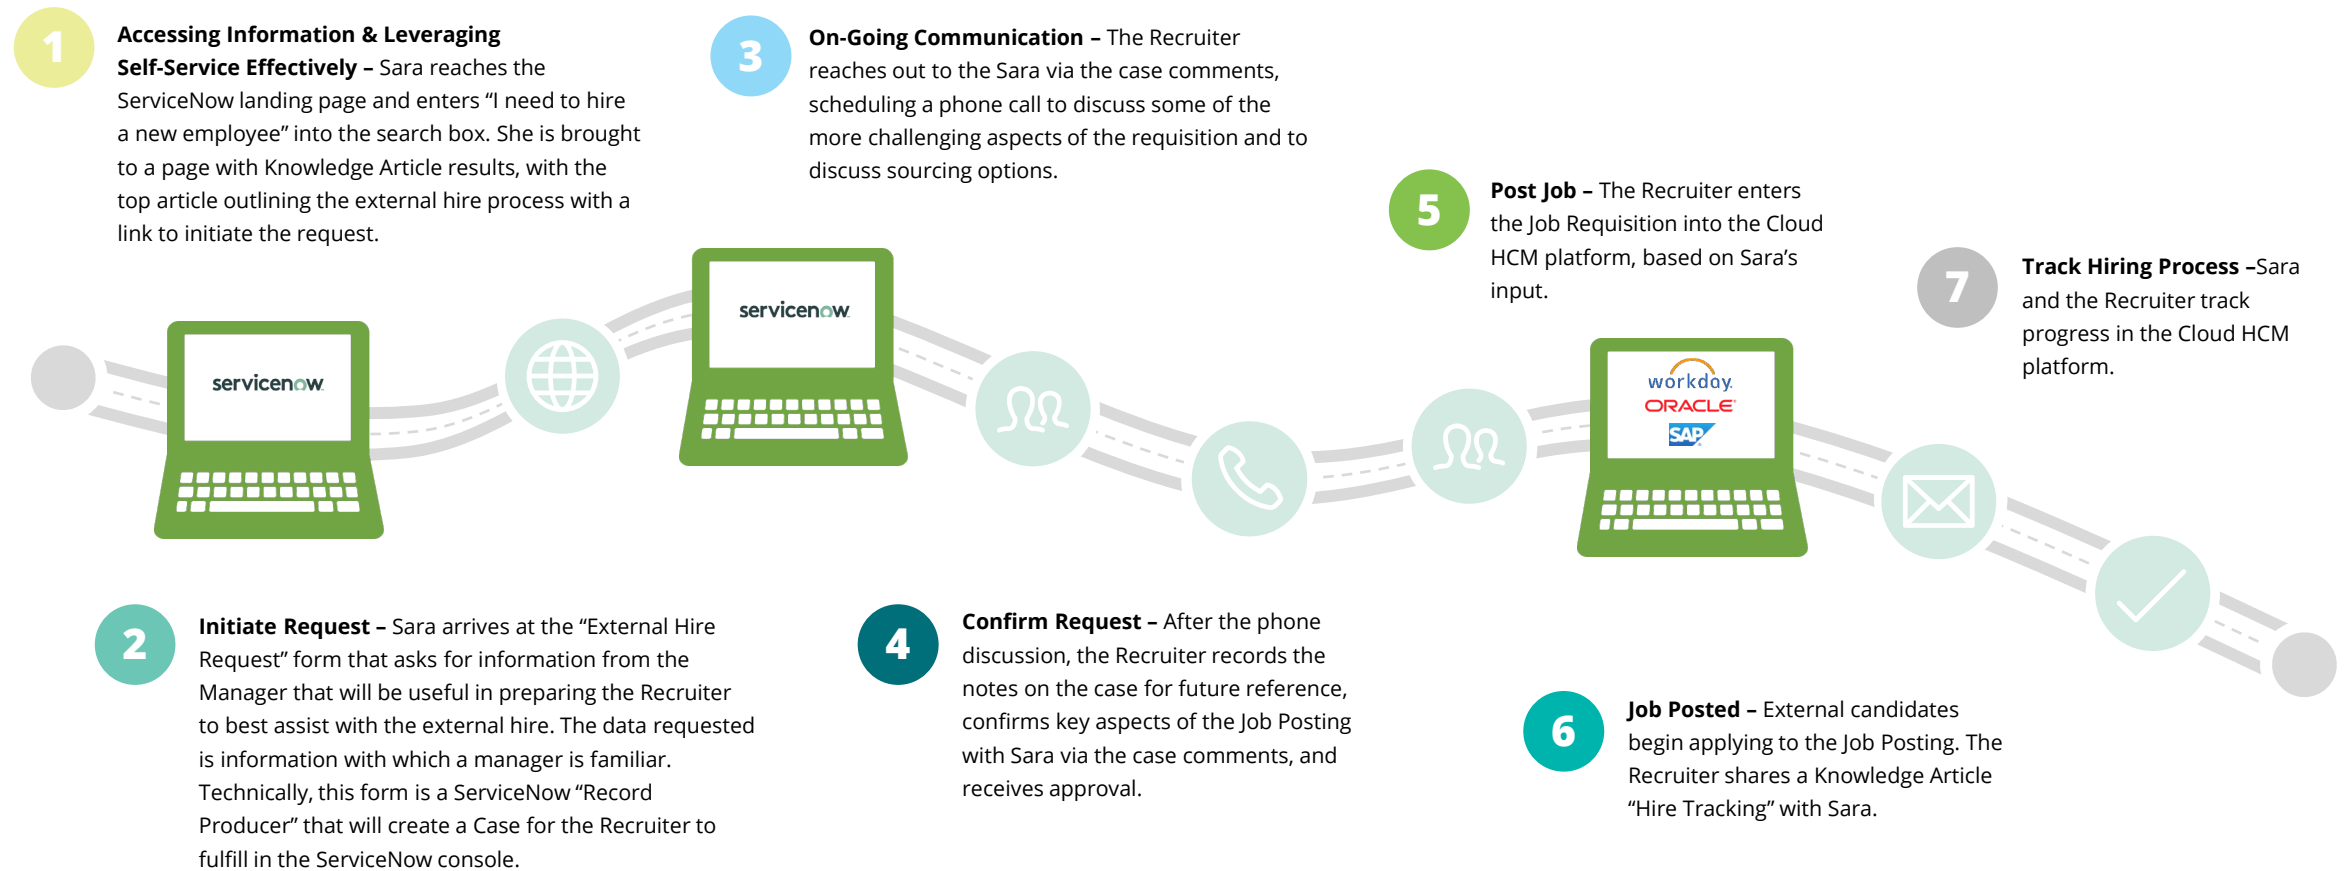 1
Accessing Information & Leveraging
Self-Service Effectively – Sara reaches the
ServiceNow landing page and enters “I need to hire
a new employee” into the search box. She is brought
to a page with Knowledge Article results, with the
top article outlining the external hire process with a
link to initiate the request.
servicenow
2
Initiate Request – Sara arrives at the “External Hire
Request” form that asks for information from the
Manager that will be useful in preparing the Recruiter
to best assist with the external hire. The data requested
is information with which a manager is familiar.
Technically, this form is a ServiceNow “Record
Producer” that will create a Case for the Recruiter to
fulfill in the ServiceNow console.
3
On-Going Communication – The Recruiter
reaches out to the Sara via the case comments,
scheduling a phone call to discuss some of the
more challenging aspects of the requisition and to
discuss sourcing options.
servicenow
4
Confirm Request – After the phone
discussion, the Recruiter records the
notes on the case for future reference,
confirms key aspects of the Job Posting
with Sara via the case comments, and
receives approval.
5
Post Job – The Recruiter enters
the Job Requisition into the Cloud
HCM platform, based on Sara’s
input.
workday.
ORACLE
SAP
6
Job Posted – External candidates
begin applying to the Job Posting. The
Recruiter shares a Knowledge Article
“Hire Tracking” with Sara.
7
Track Hiring Process –Sara
and the Recruiter track
progress in the Cloud HCM
platform.